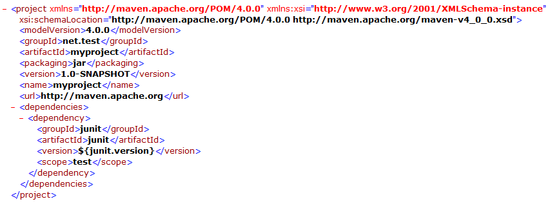 - <project xmlns="http://maven.apache.org/POM/4.0.0" xmlns:xsi="http://www.w3.org/2001/XMLSchema-instance"
xsi:schemaLocation="http://maven.apache.org/POM/4.0.0 http://maven.apache.org/maven-v4_0_0.xsd">
<modelVersion>4.0.0</modelVersion>
<groupId>net.test</groupId>
<artifactId>myproject</artifactId>
<packaging>jar</packaging>
<version>1.0-SNAPSHOT</version>
<name>myproject</name>
<url>http://maven.apache.org</url>
- <dependencies>
- <dependency>
<groupId>junit</groupId>
<artifactId>junit</artifactId>
<version>${junit.version}</version>
<scope>test</scope>
</dependency>
</dependencies>
</project>